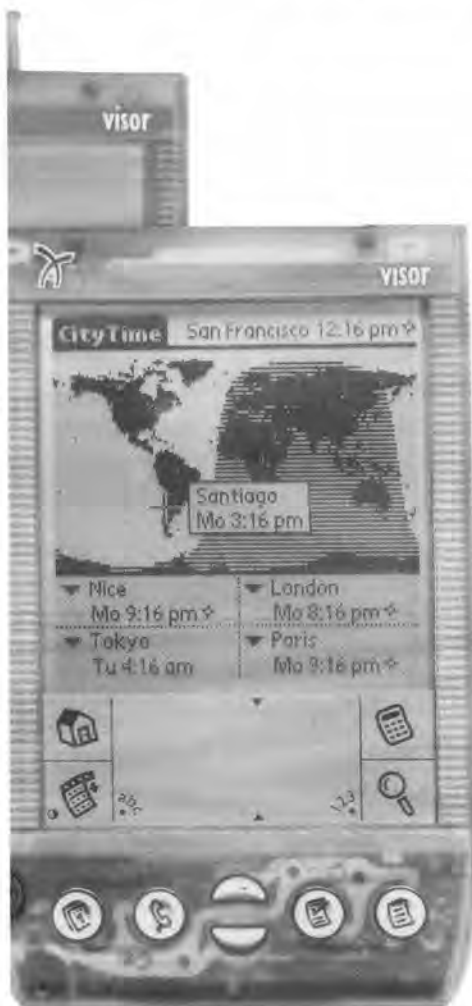 visor
visor
CityTime San Francisco 12:16 pm
Santiago
Mo 3:16 pm
Nice London
Mo 9:16 pm Mo 8:16 pm
Tokyo Paris
Tu 4:16 am Mo 9:16 pm
abc 123